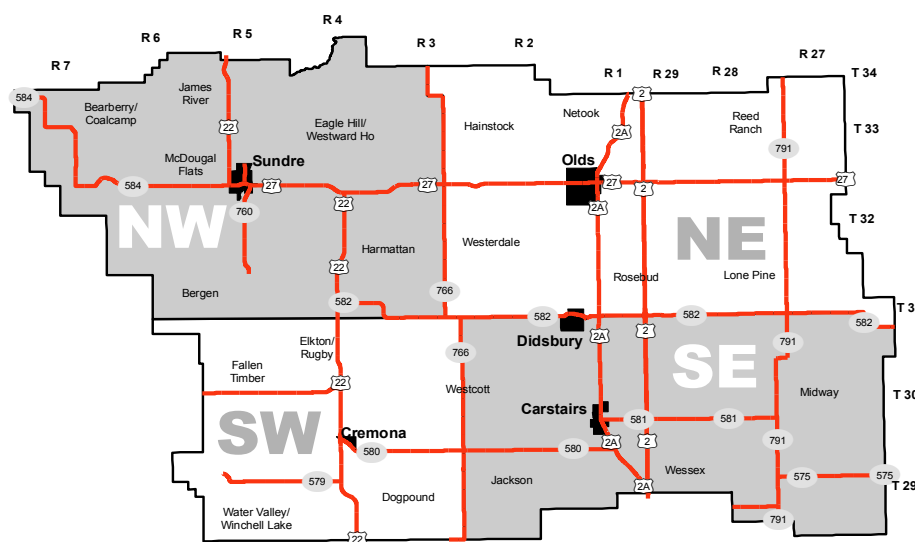 R 4
R 5
R 6
R 7
R 3
R 2
R 1
R 29
R 28
R 27
T 34
584
Bearberry/
Coalcamp
James
River
22
Eagle Hill/
Westward Ho
Hainstock
Netook
2
2A
Reed
Ranch
T 33
791
McDougal
Flats
Sundre
Olds
584
27
27
27
2
27
760
22
2A
T 32
NW
NE
Harmattan
Westerdale
22
Rosebud
Lone Pine
Bergen
766
582
T 3
582
582
582
Didsbury
2A
2
791
Elkton/
Rugby
766
Fallen
Timber
22
Westcott
SE
Midway
T 30
SW
Carstairs
581
581
Cremona
580
580
2A
2
791
Wessex
579
Jackson
2A
575
575
T 29
Dogpound
Water Valley/
Winchell Lake
791
22